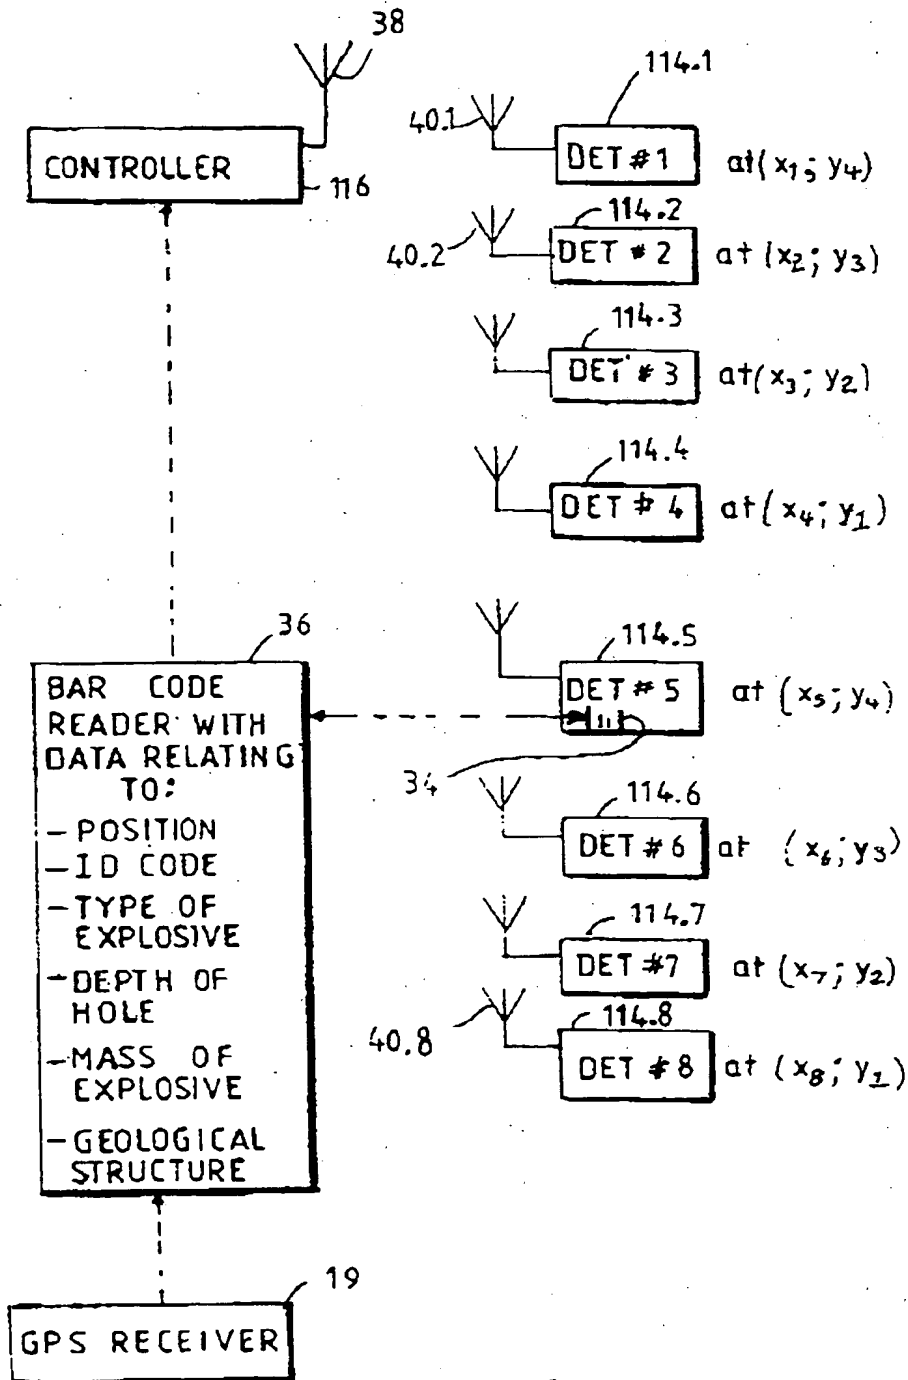 38
114.1
40.1
CONTROLLER
116
DET #1 at (x₁; y₄)
114.2
40.2
DET #2 at (x₂; y₃)
114.3
DET #3 at (x₃; y₂)
114.4
DET #4 at (x₄; y₁)
36
114.5
DET #5 at (x₅; y₄)
34
BAR CODE
READER WITH
DATA RELATING
TO:
- POSITION
- ID CODE
- TYPE OF
EXPLOSIVE
- DEPTH OF
HOLE
- MASS OF
EXPLOSIVE
- GEOLOGICAL
STRUCTURE
114.6
DET #6 at (x₆; y₃)
114.7
DET #7 at (x₇; y₂)
40.8
114.8
DET #8 at (x₈; y₁)
19
GPS RECEIVER